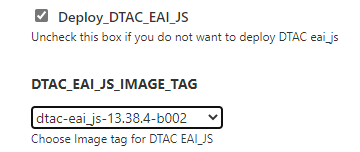 Deploy_DTAC_EAI_JS
Uncheck this box if you do not want to deploy DTAC eai_js
DTAC_EAI_JS_IMAGE_TAG
dtac-eai_js-13.38.4-b002
Choose Image tag for DTAC EAI_JS